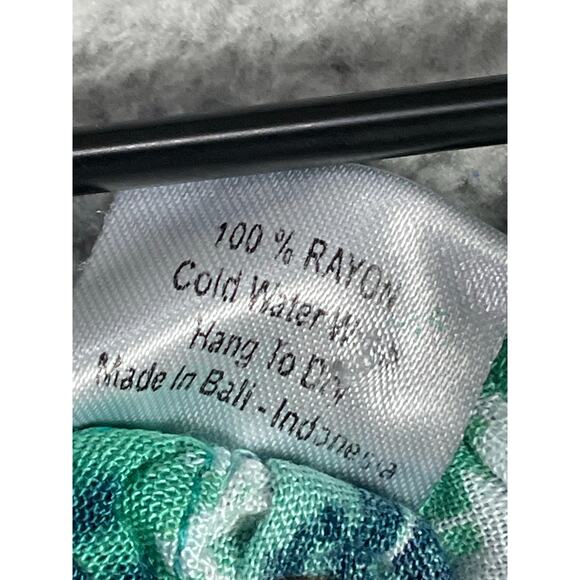 100 % RAYON
Cold Water
Hang To Dry
Made In Bali - Indonesia